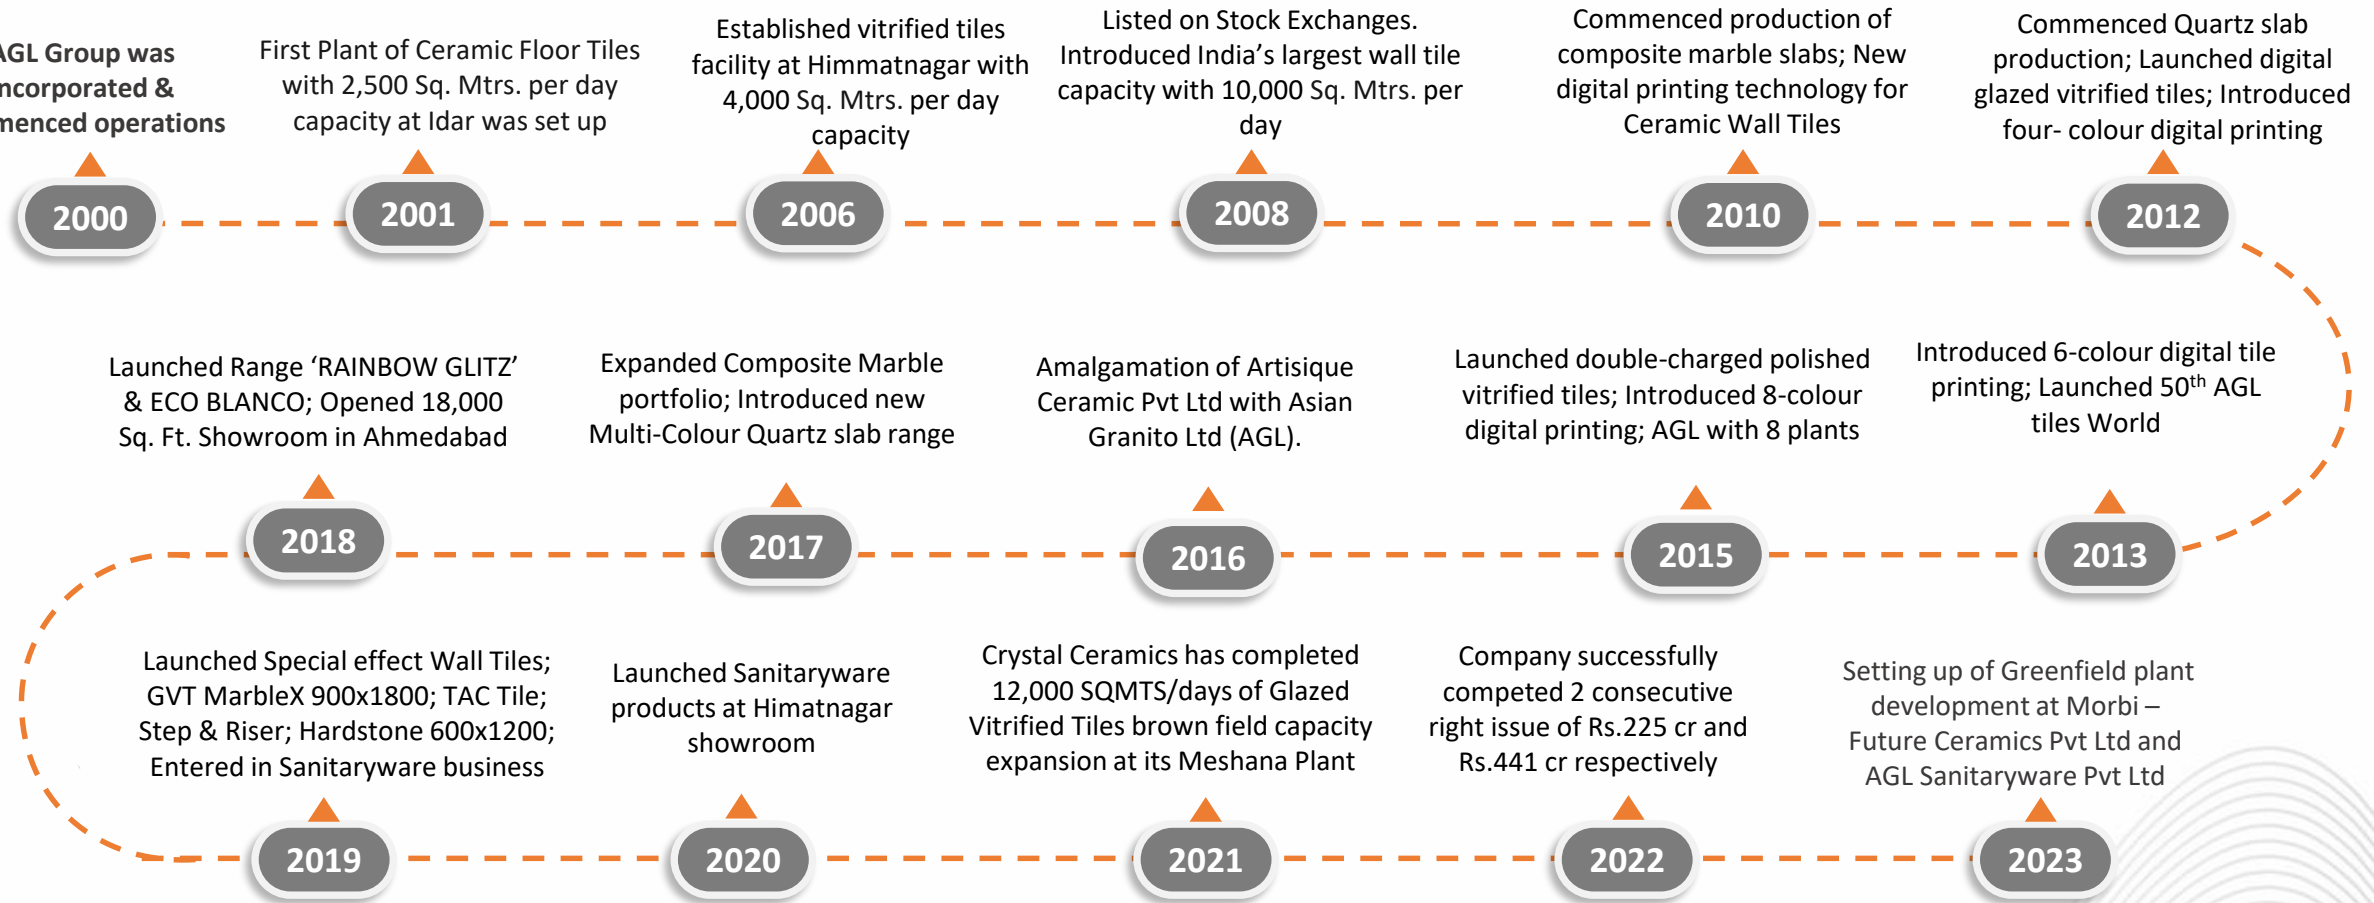 AGL Group was
ncorporated &
menced operations
2000
First Plant of Ceramic Floor Tiles
with 2,500 Sq. Mtrs. per day
capacity at Idar was set up
2001
Established vitrified tiles
facility at Himmatnagar with
4,000 Sq. Mtrs. per day
capacity
2006
Listed on Stock Exchanges.
Introduced India’s largest wall tile
capacity with 10,000 Sq. Mtrs. per
day
2008
Commenced production of
composite marble slabs; New
digital printing technology for
Ceramic Wall Tiles
2010
Commenced Quartz slab
production; Launched digital
glazed vitrified tiles; Introduced
four- colour digital printing
2012
Launched Range ‘RAINBOW GLITZ’
& ECO BLANCO; Opened 18,000
Sq. Ft. Showroom in Ahmedabad
2018
Expanded Composite Marble
portfolio; Introduced new
Multi-Colour Quartz slab range
2017
Amalgamation of Artisique
Ceramic Pvt Ltd with Asian
Granito Ltd (AGL).
2016
Launched double-charged polished
vitrified tiles; Introduced 8-colour
digital printing; AGL with 8 plants
2015
Introduced 6-colour digital tile
printing; Launched 50th AGL
tiles World
2013
Launched Special effect Wall Tiles;
GVT MarbleX 900x1800; TAC Tile;
Step & Riser; Hardstone 600x1200;
Entered in Sanitaryware business
2019
Launched Sanitaryware
products at Himatnagar
showroom
2020
Crystal Ceramics has completed
12,000 SQMTS/days of Glazed
Vitrified Tiles brown field capacity
expansion at its Meshana Plant
2021
Company successfully
competed 2 consecutive
right issue of Rs.225 cr and
Rs.441 cr respectively
2022
Setting up of Greenfield plant
development at Morbi –
Future Ceramics Pvt Ltd and
AGL Sanitaryware Pvt Ltd
2023